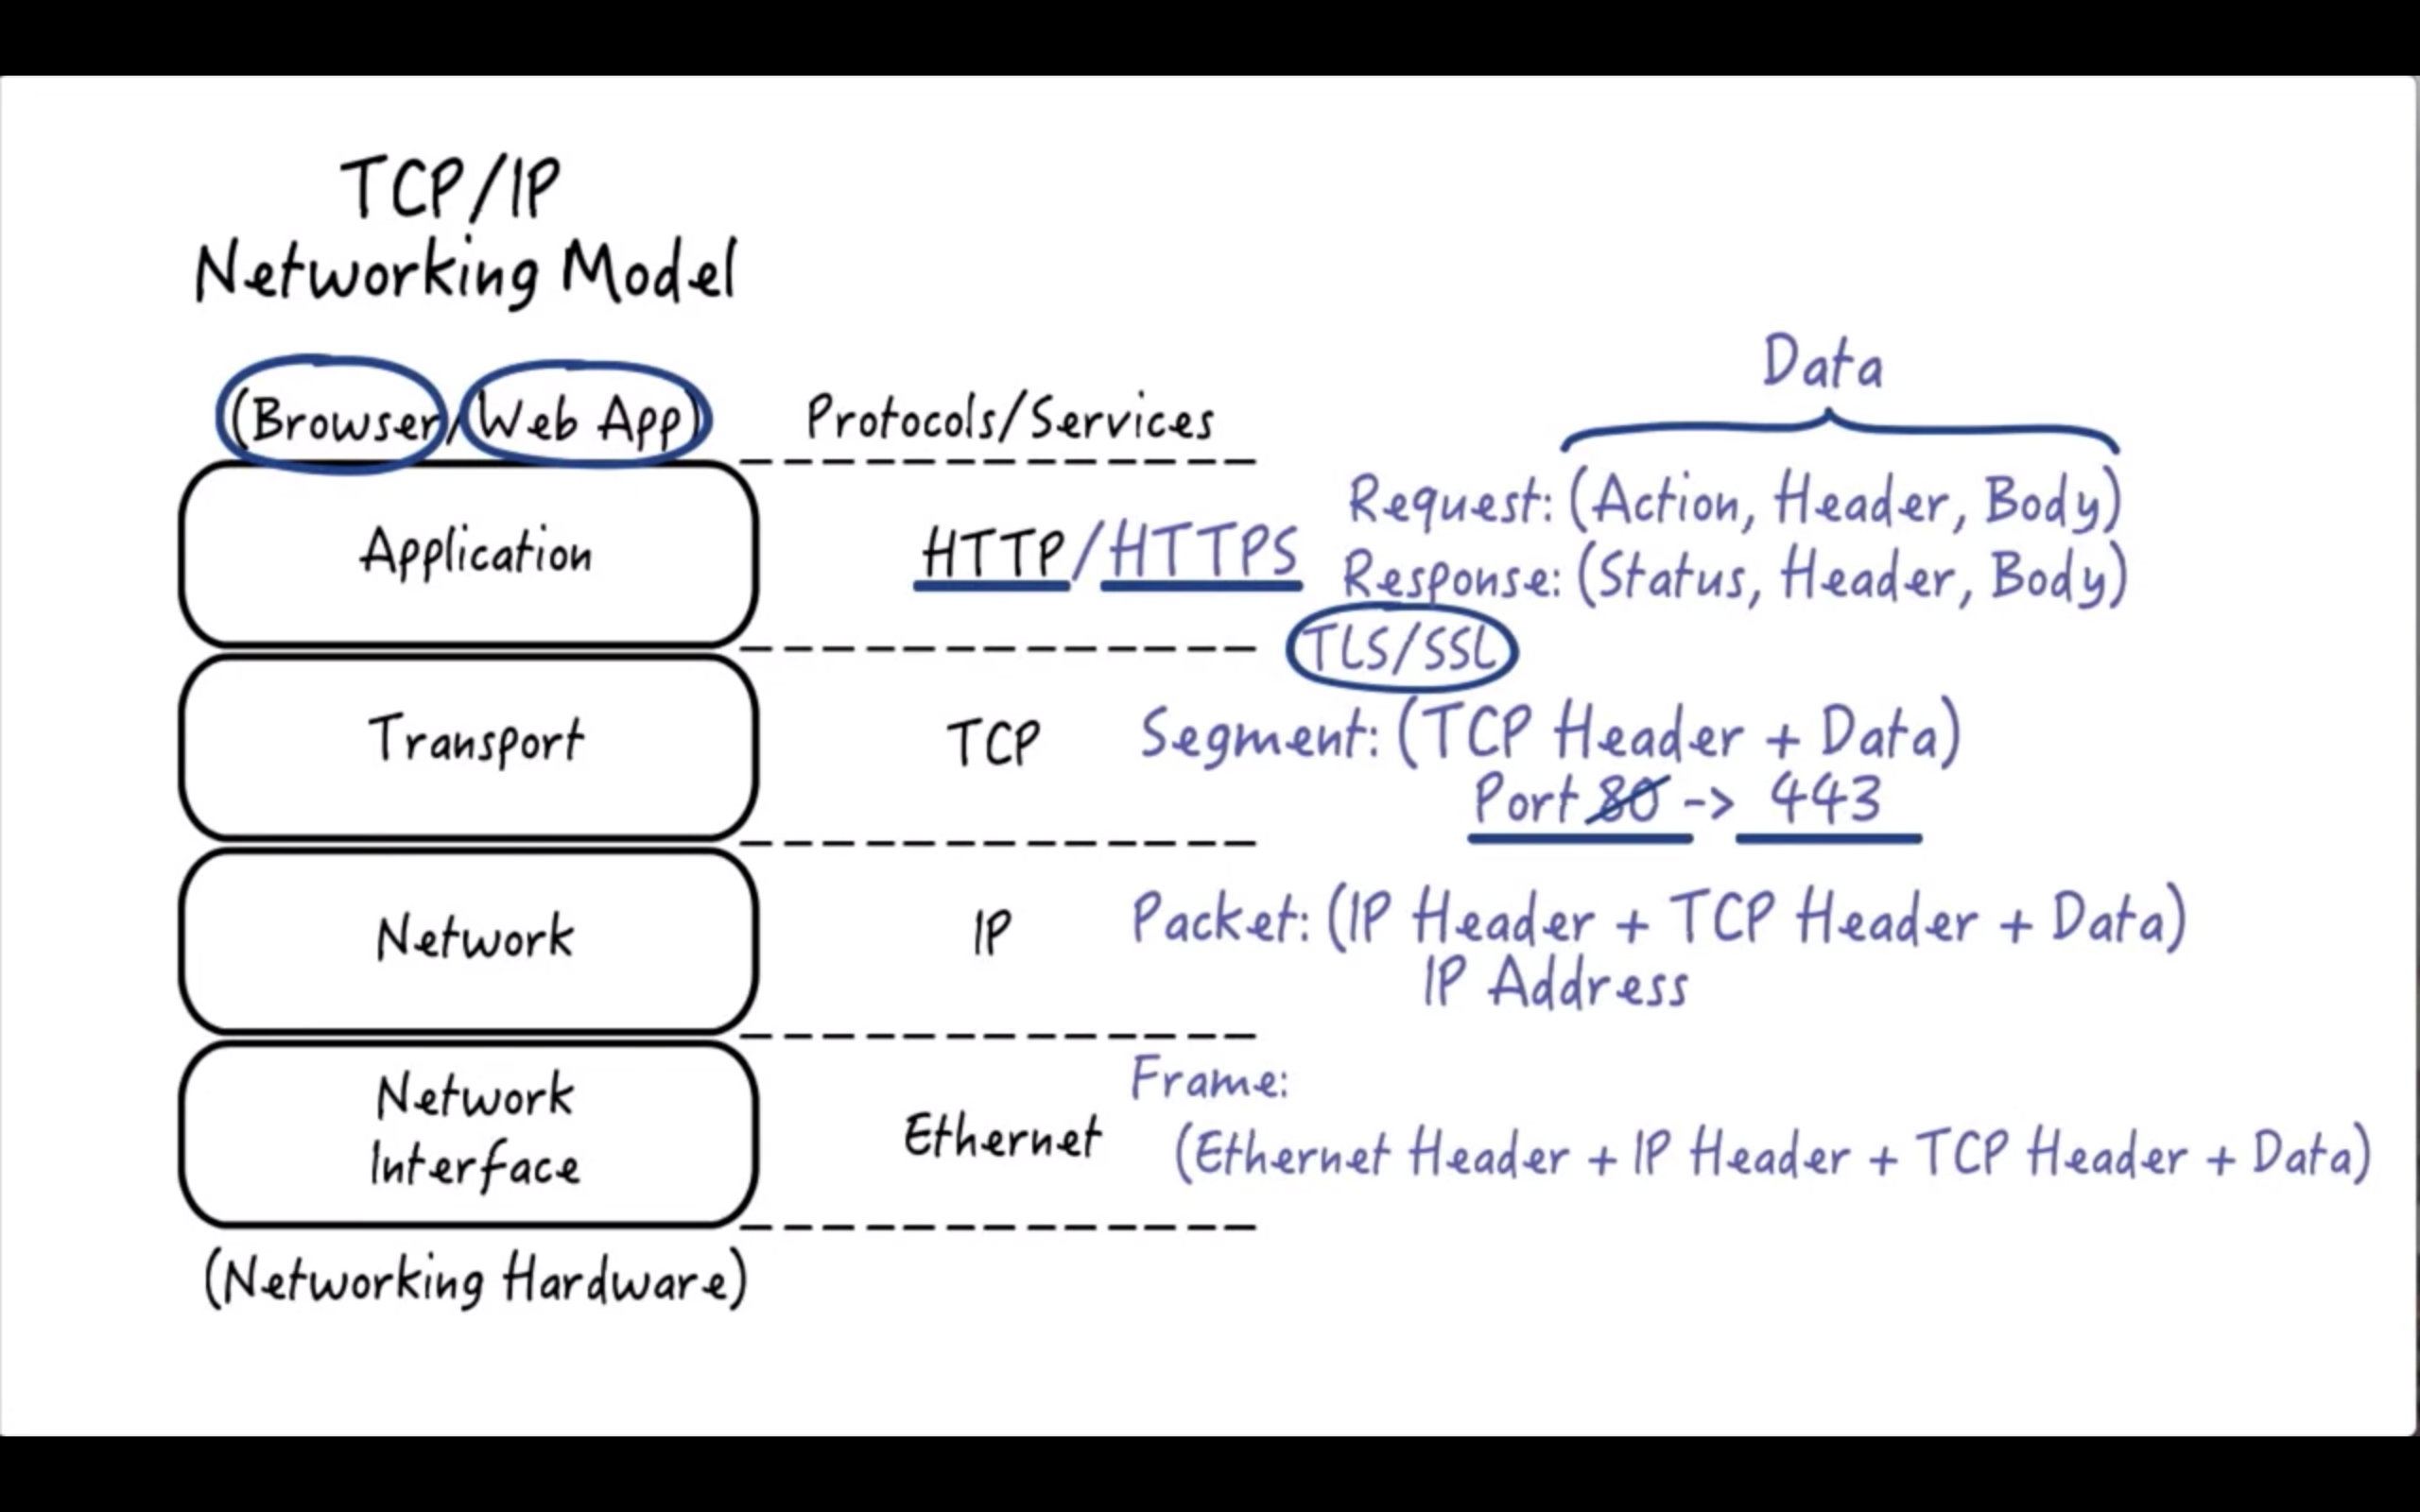 TCP/IP
Networking Model
(Browser/Web App)
Protocols/Services
Data
Application
HTTP/HTTPS
Request: (Action, Header, Body)
Response: (Status, Header, Body)
TLS/SSL
Transport
TCP
Segment: (TCP Header + Data)
Port 80 -> 443
Network
IP
Packet: (IP Header + TCP Header + Data)
IP Address
Network
Interface
Ethernet
Frame:
(Ethernet Header + IP Header + TCP Header + Data)
(Networking Hardware)